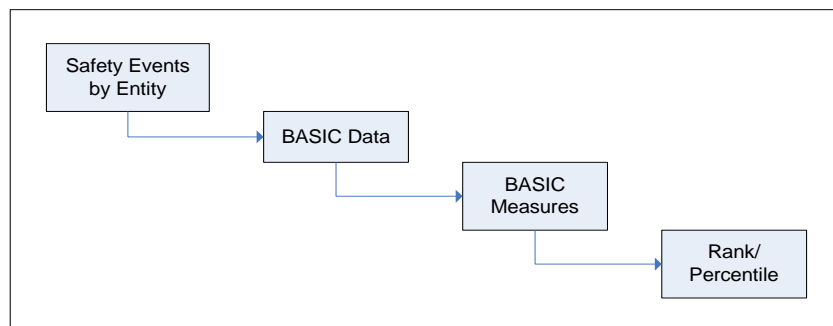 Safety Events
by Entity
BASIC Data
BASIC
Measures
Rank/
Percentile